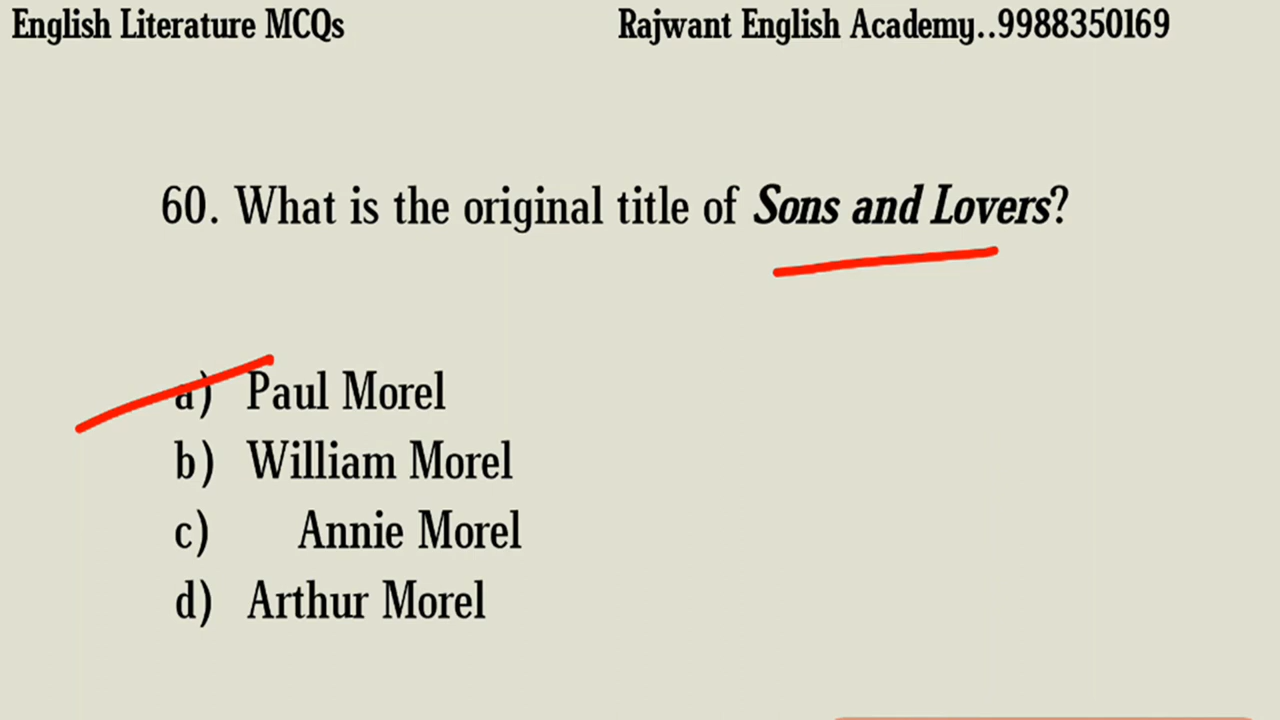 English Literature MCQs Rajwant English Academy..9988350169
60. What is the original title of Sons and Lovers?
a) Paul Morel
b) William Morel
c) Annie Morel
d) Arthur Morel